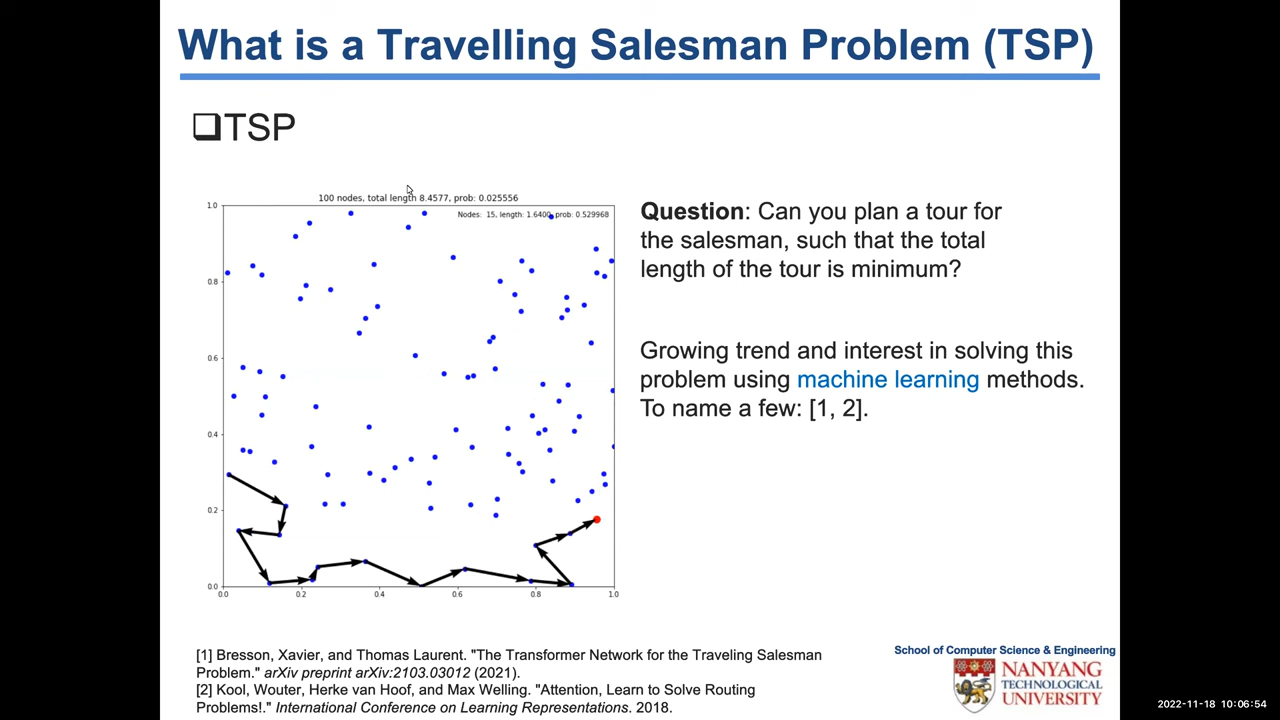 What is a Travelling Salesman Problem (TSP)
TSP
100 nodes, total length 8.4577, prob: 0.025556
Nodes: 15, length: 1.6400, prob: 0.529968
1.0
0.8
0.6
0.4
0.2
0.0
0.0 0.2 0.4 0.6 0.8 1.0
Question: Can you plan a tour for
the salesman, such that the total
length of the tour is minimum?
Growing trend and interest in solving this
problem using machine learning methods.
To name a few: [1, 2].
[1] Bresson, Xavier, and Thomas Laurent. "The Transformer Network for the Traveling Salesman
Problem." arXiv preprint arXiv:2103.03012 (2021).
[2] Kool, Wouter, Herke van Hoof, and Max Welling. "Attention, Learn to Solve Routing
Problems!." International Conference on Learning Representations. 2018.
School of Computer Science & Engineering
NANYANG
TECHNOLOGICAL
UNIVERSITY
2022-11-18 10:06:54